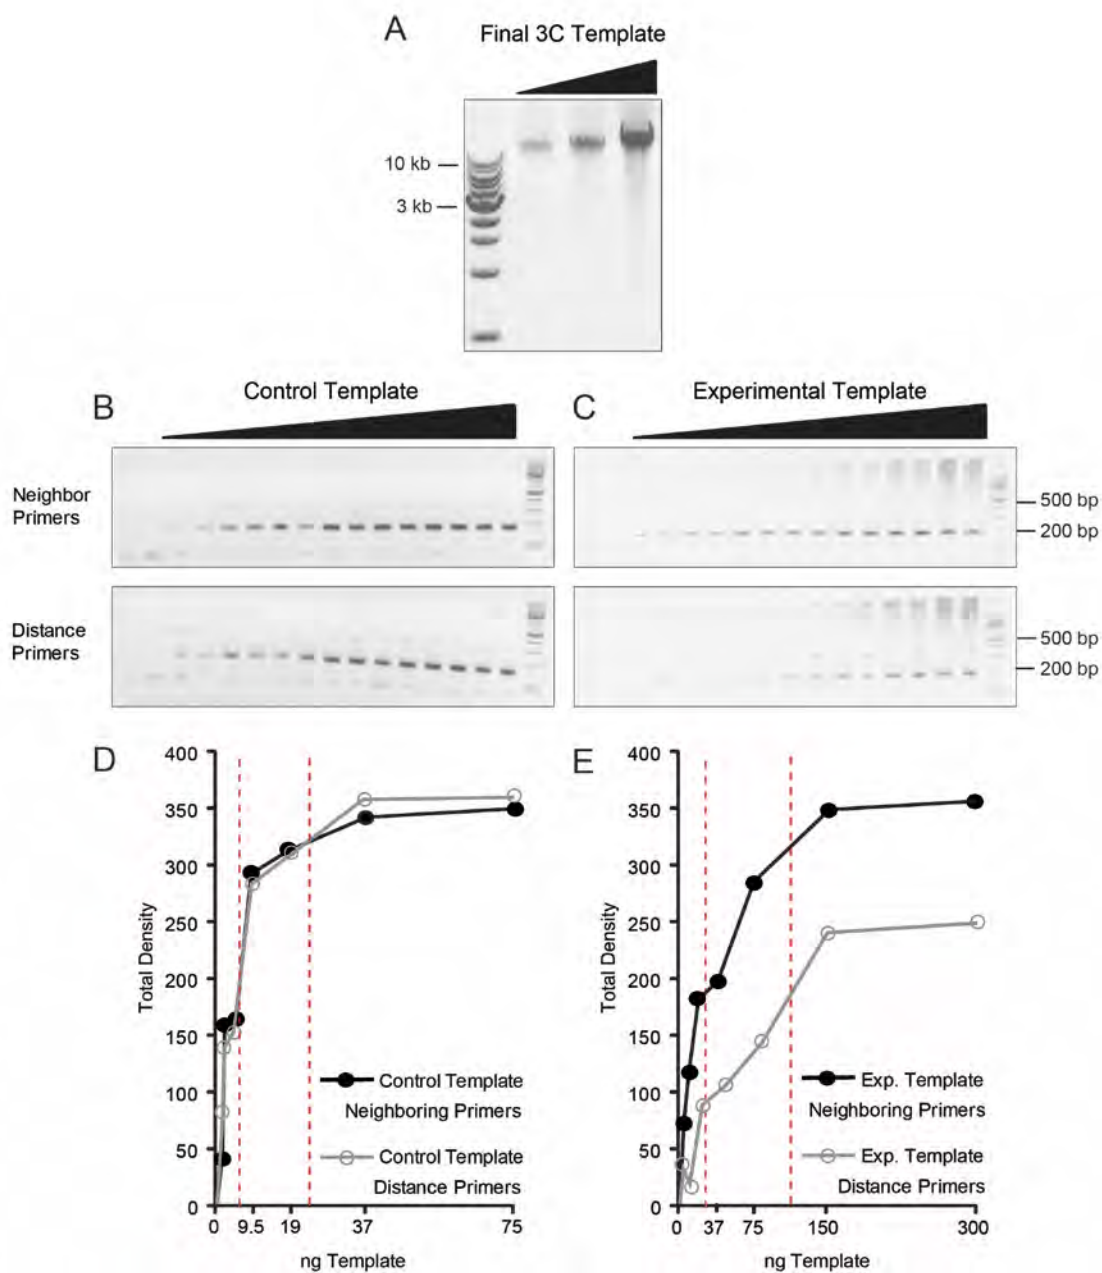 A
Final 3C Template
10 kb
3 kb
B
Control Template
C
Experimental Template
Neighbor
Primers
500 bp
200 bp
Distance
Primers
500 bp
200 bp
D
400
350
300
250
200
150
100
50
0
Total Density
Control Template
Neighboring Primers
Control Template
Distance Primers
0 9.5 19 37 75
ng Template
E
400
350
300
250
200
150
100
50
0
Total Density
Exp. Template
Neighboring Primers
Exp. Template
Distance Primers
0 37 75 150 300
ng Template